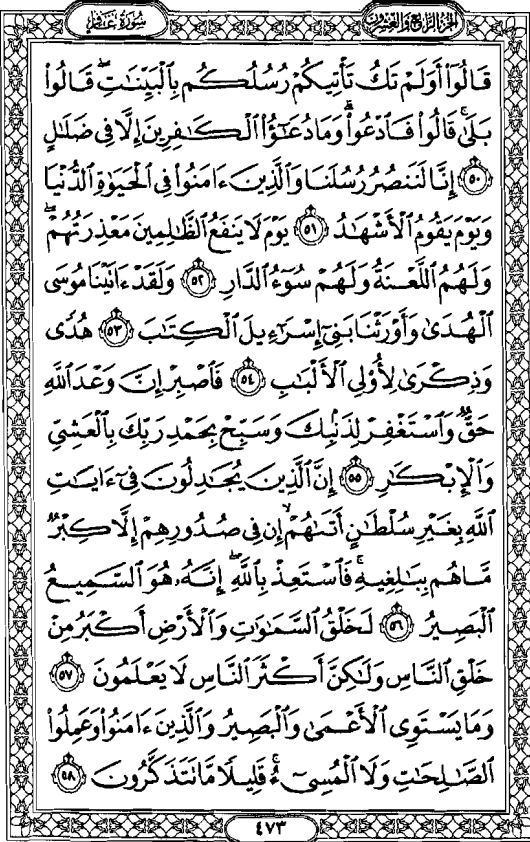 الجزء الرابع والعشرون
سورة غافر
قَالُوٓا۟ أَوَلَمْ تَكُ تَأْتِيكُمْ رُسُلُكُم بِٱلْبَيِّنَٰتِ ۖ قَالُوا۟
بَلَىٰ ۚ قَالُوا۟ فَٱدْعُوا۟ ۗ وَمَا دُعَٰٓؤُا۟ ٱلْكَٰفِرِينَ إِلَّا فِى ضَلَٰلٍ
﴿٥٠﴾ إِنَّا لَنَنصُرُ رُسُلَنَا وَٱلَّذِينَ ءَامَنُوا۟ فِى ٱلْحَيَوٰةِ ٱلدُّنْيَا
وَيَوْمَ يَقُومُ ٱلْأَشْهَٰدُ ﴿٥١﴾ يَوْمَ لَا يَنفَعُ ٱلظَّٰلِمِينَ مَعْذِرَتُهُمْ ۖ
وَلَهُمُ ٱللَّعْنَةُ وَلَهُمْ سُوٓءُ ٱلدَّارِ ﴿٥٢﴾ وَلَقَدْ ءَاتَيْنَا مُوسَى
ٱلْهُدَىٰ وَأَوْرَثْنَا بَنِىٓ إِسْرَٰٓءِيلَ ٱلْكِتَٰبَ ﴿٥٣﴾ هُدًى
وَذِكْرَىٰ لِأُو۟لِى ٱلْأَلْبَٰبِ ﴿٥٤﴾ فَٱصْبِرْ إِنَّ وَعْدَ ٱللَّهِ
حَقٌّ وَٱسْتَغْفِرْ لِذَنۢبِكَ وَسَبِّحْ بِحَمْدِ رَبِّكَ بِٱلْعَشِىِّ
وَٱلْإِبْكَٰرِ ﴿٥٥﴾ إِنَّ ٱلَّذِينَ يُجَٰدِلُونَ فِىٓ ءَايَٰتِ
ٱللَّهِ بِغَيْرِ سُلْطَٰنٍ أَتَىٰهُمْ ۙ إِن فِى صُدُورِهِمْ إِلَّا كِبْرٌ
مَّا هُم بِبَٰلِغِيهِ ۚ فَٱسْتَعِذْ بِٱللَّهِ ۖ إِنَّهُۥ هُوَ ٱلسَّمِيعُ
ٱلْبَصِيرُ ﴿٥٦﴾ لَخَلْقُ ٱلسَّمَٰوَٰتِ وَٱلْأَرْضِ أَكْبَرُ مِنْ
خَلْقِ ٱلنَّاسِ وَلَٰكِنَّ أَكْثَرَ ٱلنَّاسِ لَا يَعْلَمُونَ ﴿٥٧﴾
وَمَا يَسْتَوِى ٱلْأَعْمَىٰ وَٱلْبَصِيرُ وَٱلَّذِينَ ءَامَنُوا۟ وَعَمِلُوا۟
ٱلصَّٰلِحَٰتِ وَلَا ٱلْمُسِىٓءُ ۚ قَلِيلًا مَّا تَتَذَكَّرُونَ ﴿٥٨﴾
٤٧٣